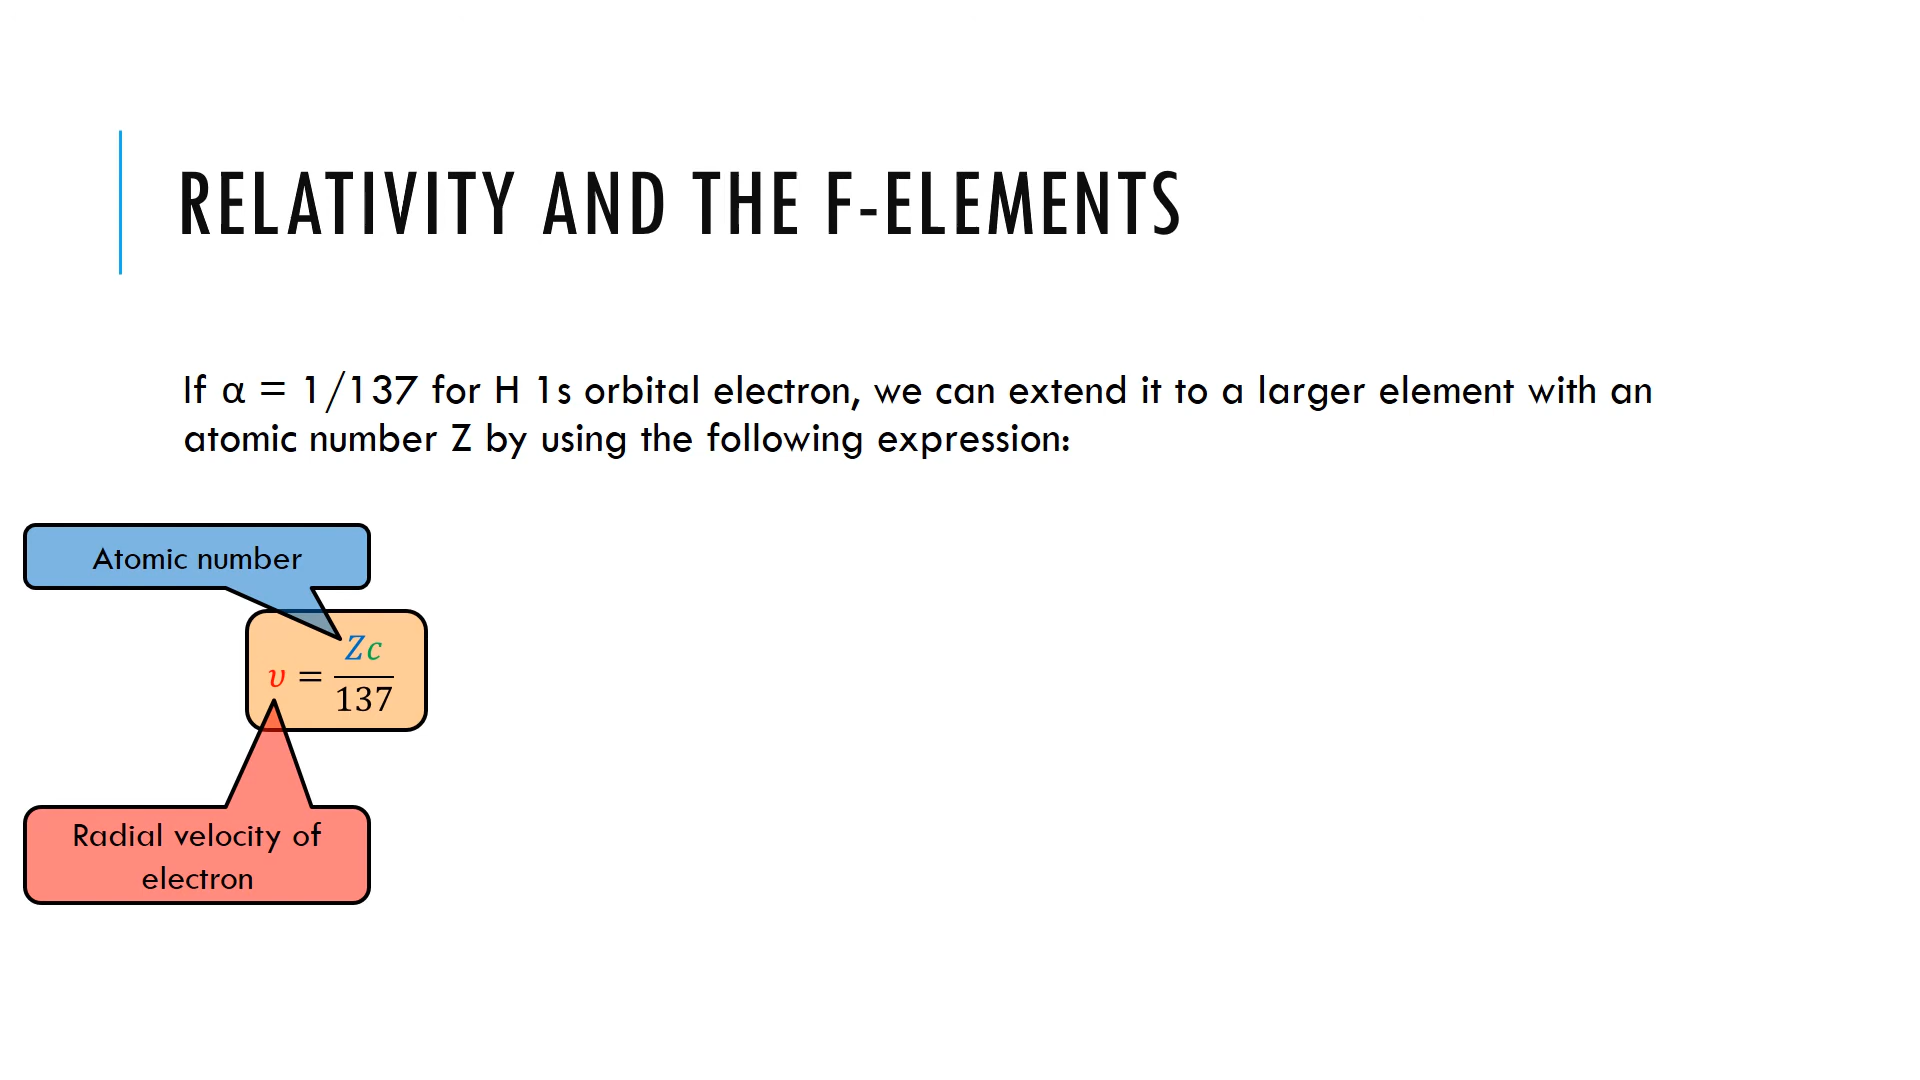 RELATIVITY AND THE F-ELEMENTS
If α = 1/137 for H 1s orbital electron, we can extend it to a larger element with an
atomic number Z by using the following expression:
Atomic number
υ = Zc/137
Radial velocity of
electron